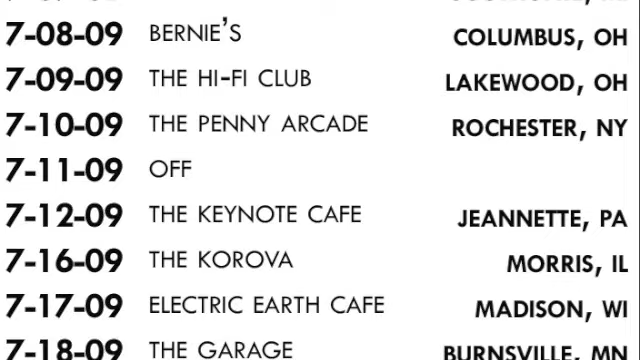 7-08-09 BERNIE'S COLUMBUS, OH
7-09-09 THE HI-FI CLUB LAKEWOOD, OH
7-10-09 THE PENNY ARCADE ROCHESTER, NY
7-11-09 OFF
7-12-09 THE KEYNOTE CAFE JEANNETTE, PA
7-16-09 THE KOROVA MORRIS, IL
7-17-09 ELECTRIC EARTH CAFE MADISON, WI
7-18-09 THE GARAGE BURNSVILLE, MN